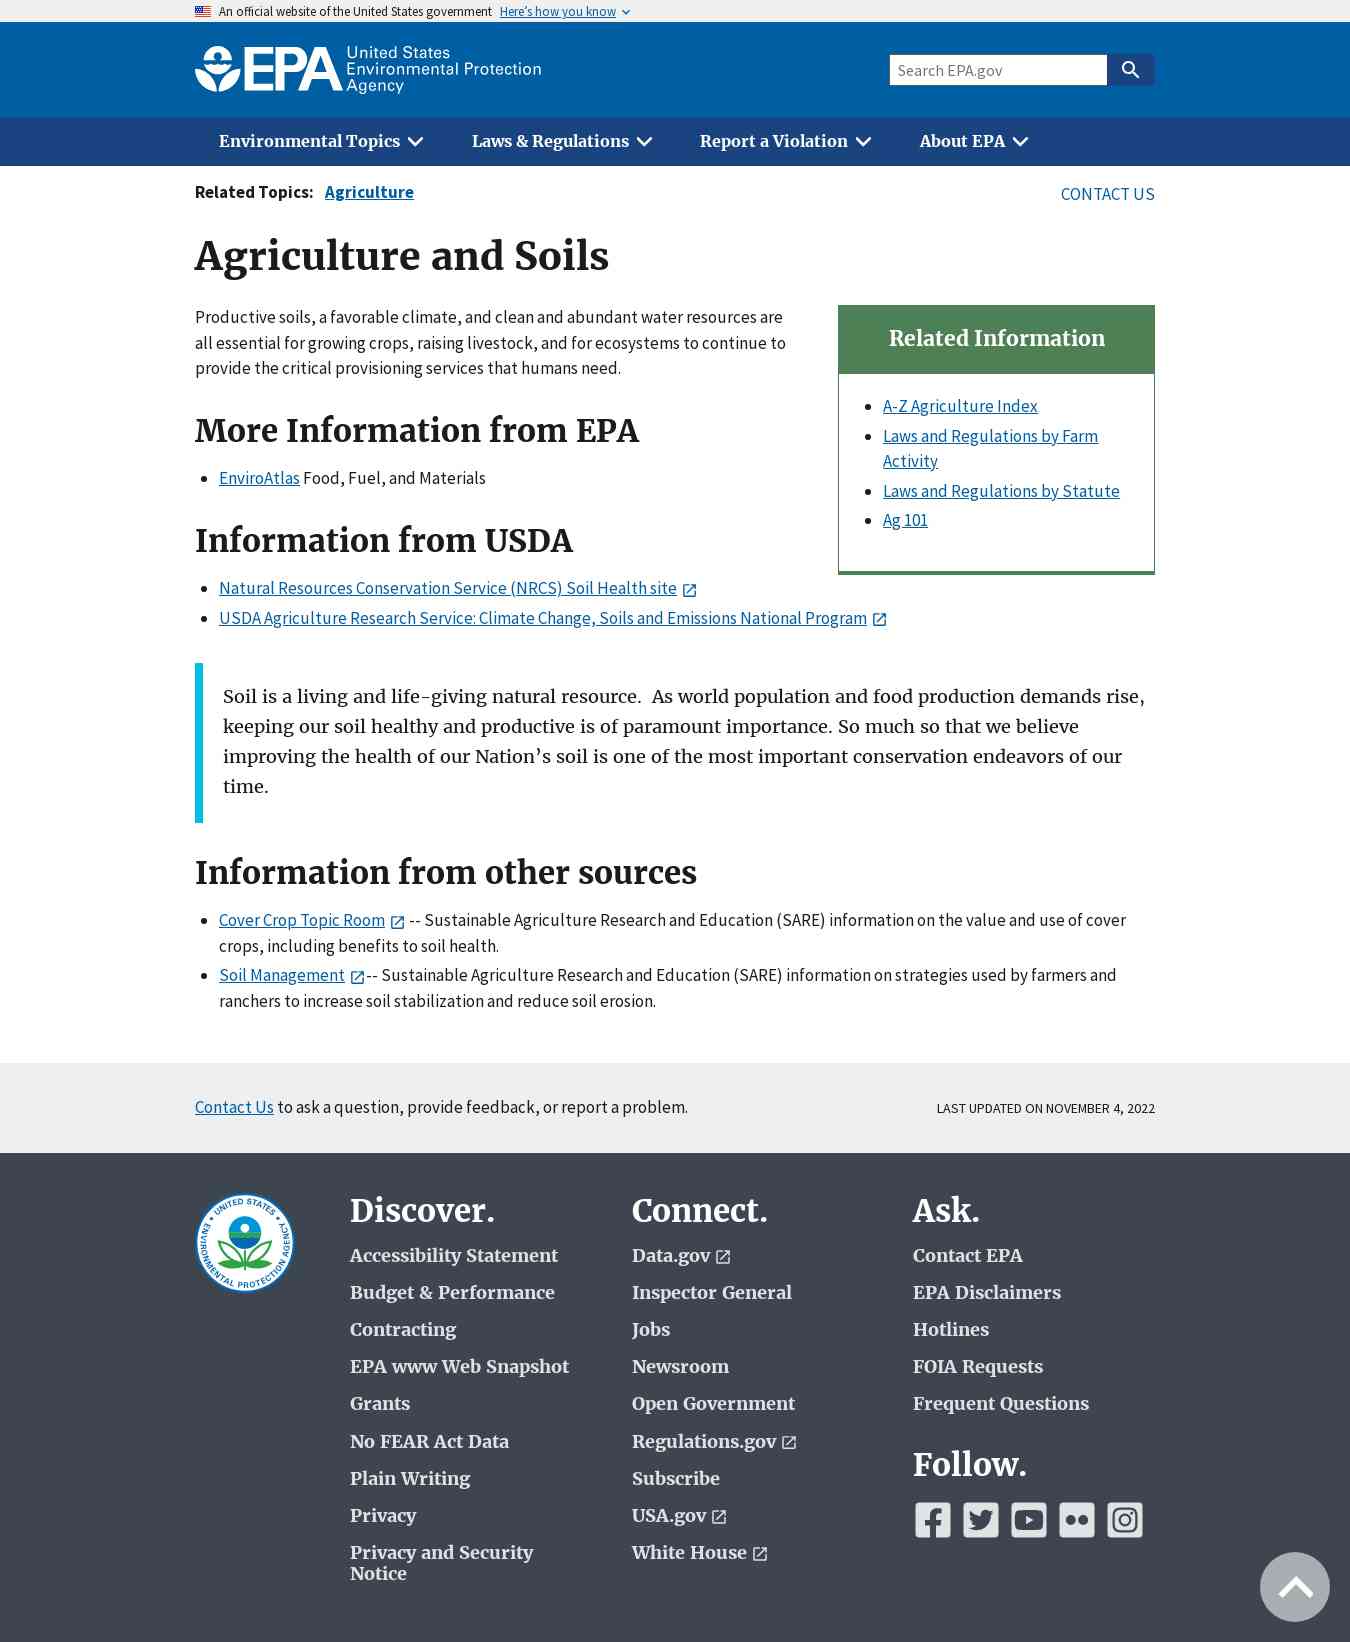 An official website of the United States government Here’s how you know
EPA United States
Environmental Protection
Agency
Search EPA.gov
Environmental Topics Laws & Regulations Report a Violation About EPA
Related Topics: Agriculture
CONTACT US
Agriculture and Soils
Productive soils, a favorable climate, and clean and abundant water resources are
all essential for growing crops, raising livestock, and for ecosystems to continue to
provide the critical provisioning services that humans need.
Related Information
A-Z Agriculture Index
Laws and Regulations by Farm
Activity
Laws and Regulations by Statute
Ag 101
More Information from EPA
EnviroAtlas Food, Fuel, and Materials
Information from USDA
Natural Resources Conservation Service (NRCS) Soil Health site
USDA Agriculture Research Service: Climate Change, Soils and Emissions National Program
Soil is a living and life-giving natural resource.  As world population and food production demands rise,
keeping our soil healthy and productive is of paramount importance. So much so that we believe
improving the health of our Nation’s soil is one of the most important conservation endeavors of our
time.
Information from other sources
Cover Crop Topic Room -- Sustainable Agriculture Research and Education (SARE) information on the value and use of cover
crops, including benefits to soil health.
Soil Management -- Sustainable Agriculture Research and Education (SARE) information on strategies used by farmers and
ranchers to increase soil stabilization and reduce soil erosion.
Contact Us to ask a question, provide feedback, or report a problem.
LAST UPDATED ON NOVEMBER 4, 2022
UNITED STATES
ENVIRONMENTAL PROTECTION AGENCY
Discover.
Accessibility Statement
Budget & Performance
Contracting
EPA www Web Snapshot
Grants
No FEAR Act Data
Plain Writing
Privacy
Privacy and Security
Notice
Connect.
Data.gov
Inspector General
Jobs
Newsroom
Open Government
Regulations.gov
Subscribe
USA.gov
White House
Ask.
Contact EPA
EPA Disclaimers
Hotlines
FOIA Requests
Frequent Questions
Follow.